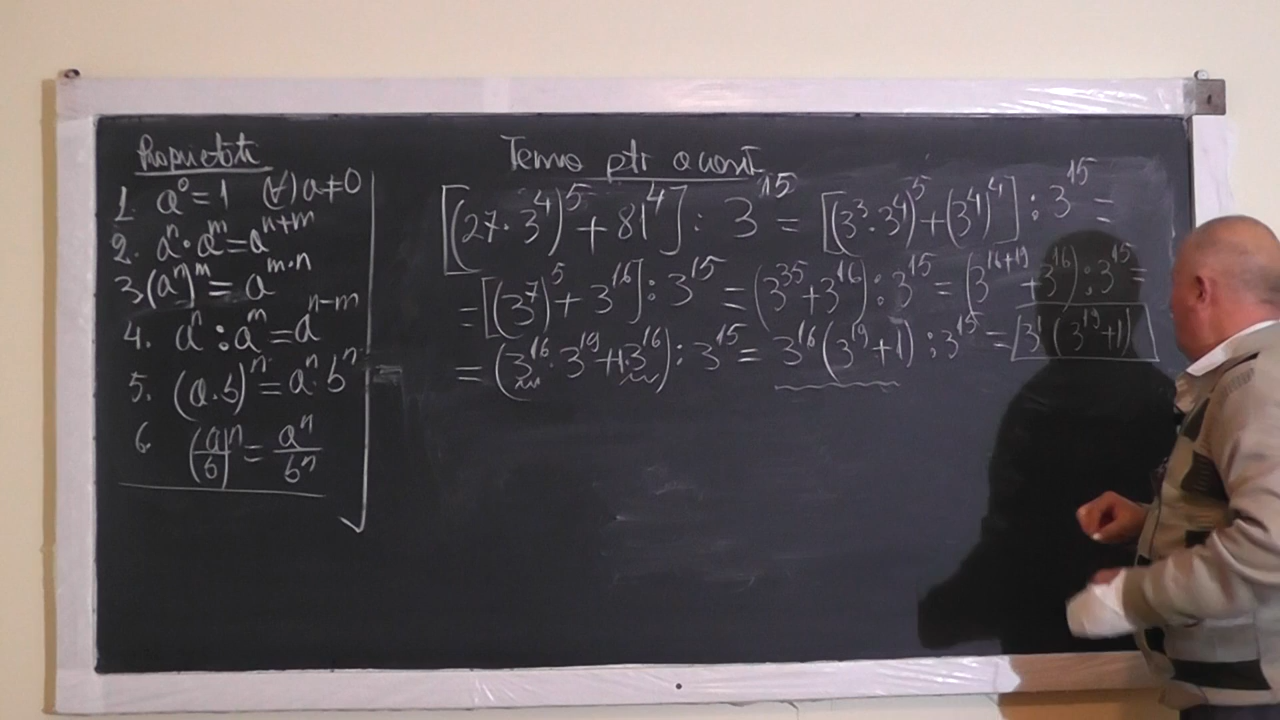 Proprietăți
1. a⁰=1 (∀) a≠0
2. aⁿ·aᵐ=aⁿ⁺ᵐ
3. (aⁿ)ᵐ=aᵐ·ⁿ
4. aⁿ:aᵐ=aⁿ⁻ᵐ
5. (a.b)ⁿ=aⁿ·bⁿ
6. (a/b)ⁿ=aⁿ/bⁿ
Tema ptr acasă
[(27·3⁴)⁵+81⁴]:3¹⁵=[(3³·3⁴)⁵+(3⁴)⁴]:3¹⁵=
=[(3⁷)⁵+3¹⁶]:3¹⁵=(3³⁵+3¹⁶):3¹⁵=(3¹⁶⁺¹⁹+3¹⁶):3¹⁵=
=(3¹⁶·3¹⁹+1·3¹⁶):3¹⁵=3¹⁶(3¹⁹+1):3¹⁵=3¹(3¹⁹+1)